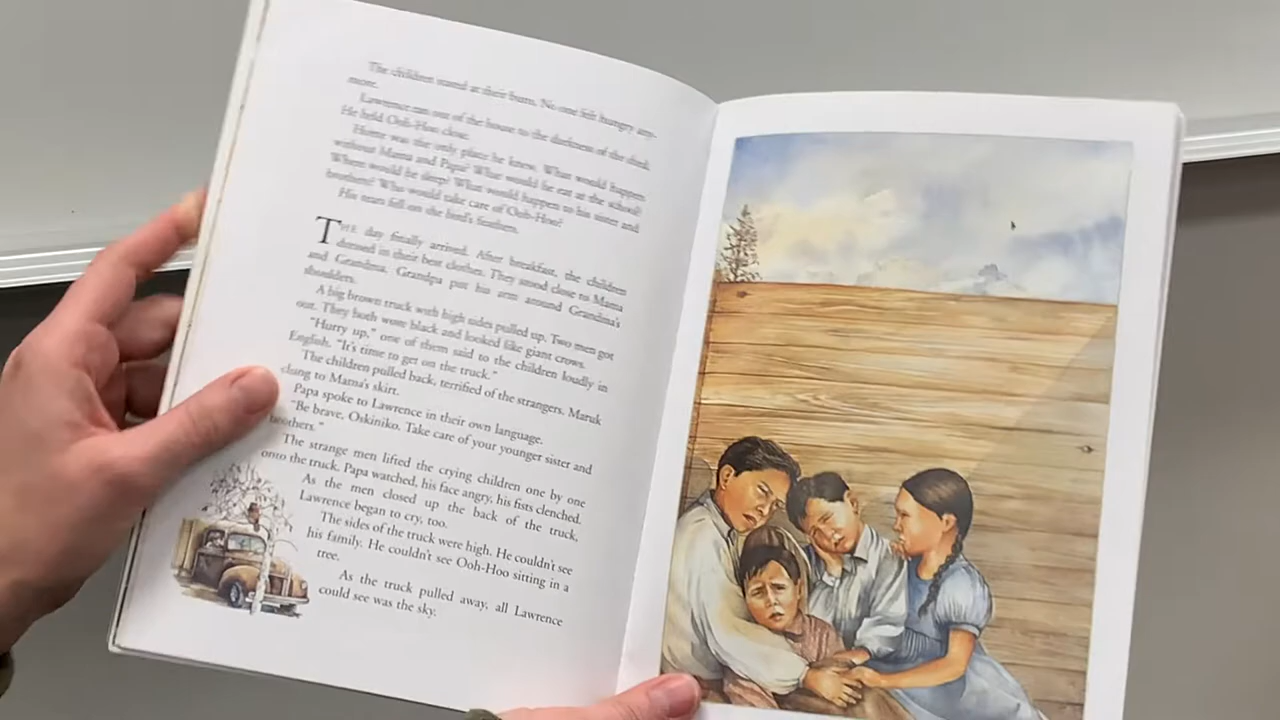 The children stared at their buns. No one felt hungry any-
more.
Lawrence ran out of the house to the darkness of the shed.
He held Ooh-Hoo close.
Home was the only place he knew. What would happen
without Mama and Papa? What would he eat at the school?
Where would he sleep? What would happen to his sister and
brothers? Who would take care of Ooh-Hoo?
His tears fell on the bird's feathers.
THE day finally arrived. After breakfast, the children
dressed in their best clothes. They stood close to Mama
and Grandma. Grandpa put his arm around Grandma's
shoulders.
A big brown truck with high sides pulled up. Two men got
out. They both wore black and looked like giant crows.
"Hurry up," one of them said to the children loudly in
English. "It's time to get on the truck."
The children pulled back, terrified of the strangers. Maruk
clung to Mama's skirt.
Papa spoke to Lawrence in their own language.
"Be brave, Oskiniko. Take care of your younger sister and
brothers."
The strange men lifted the crying children one by one
onto the truck. Papa watched, his face angry, his fists clenched.
As the men closed up the back of the truck,
Lawrence began to cry, too.
The sides of the truck were high. He couldn't see
his family. He couldn't see Ooh-Hoo sitting in a
tree.
As the truck pulled away, all Lawrence
could see was the sky.